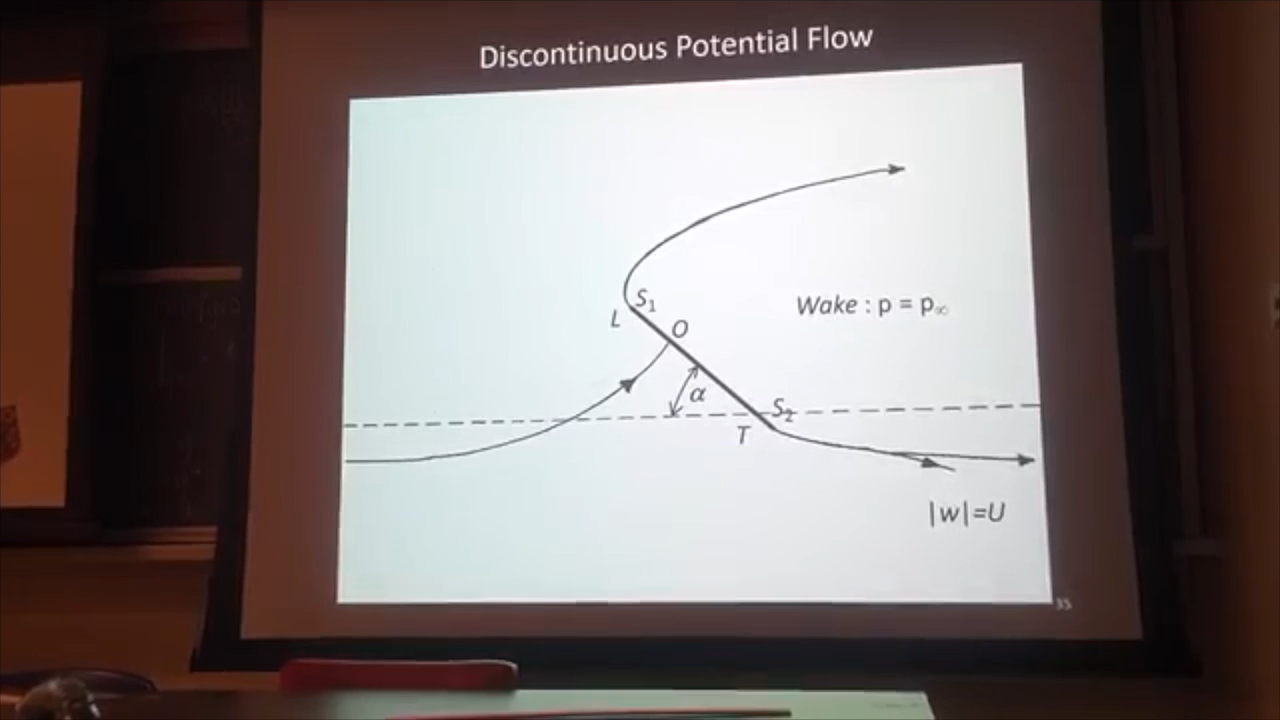 Discontinuous Potential Flow
S₁
L
O
Wake : p = p∞
α
S₂
T
|w|=U
35